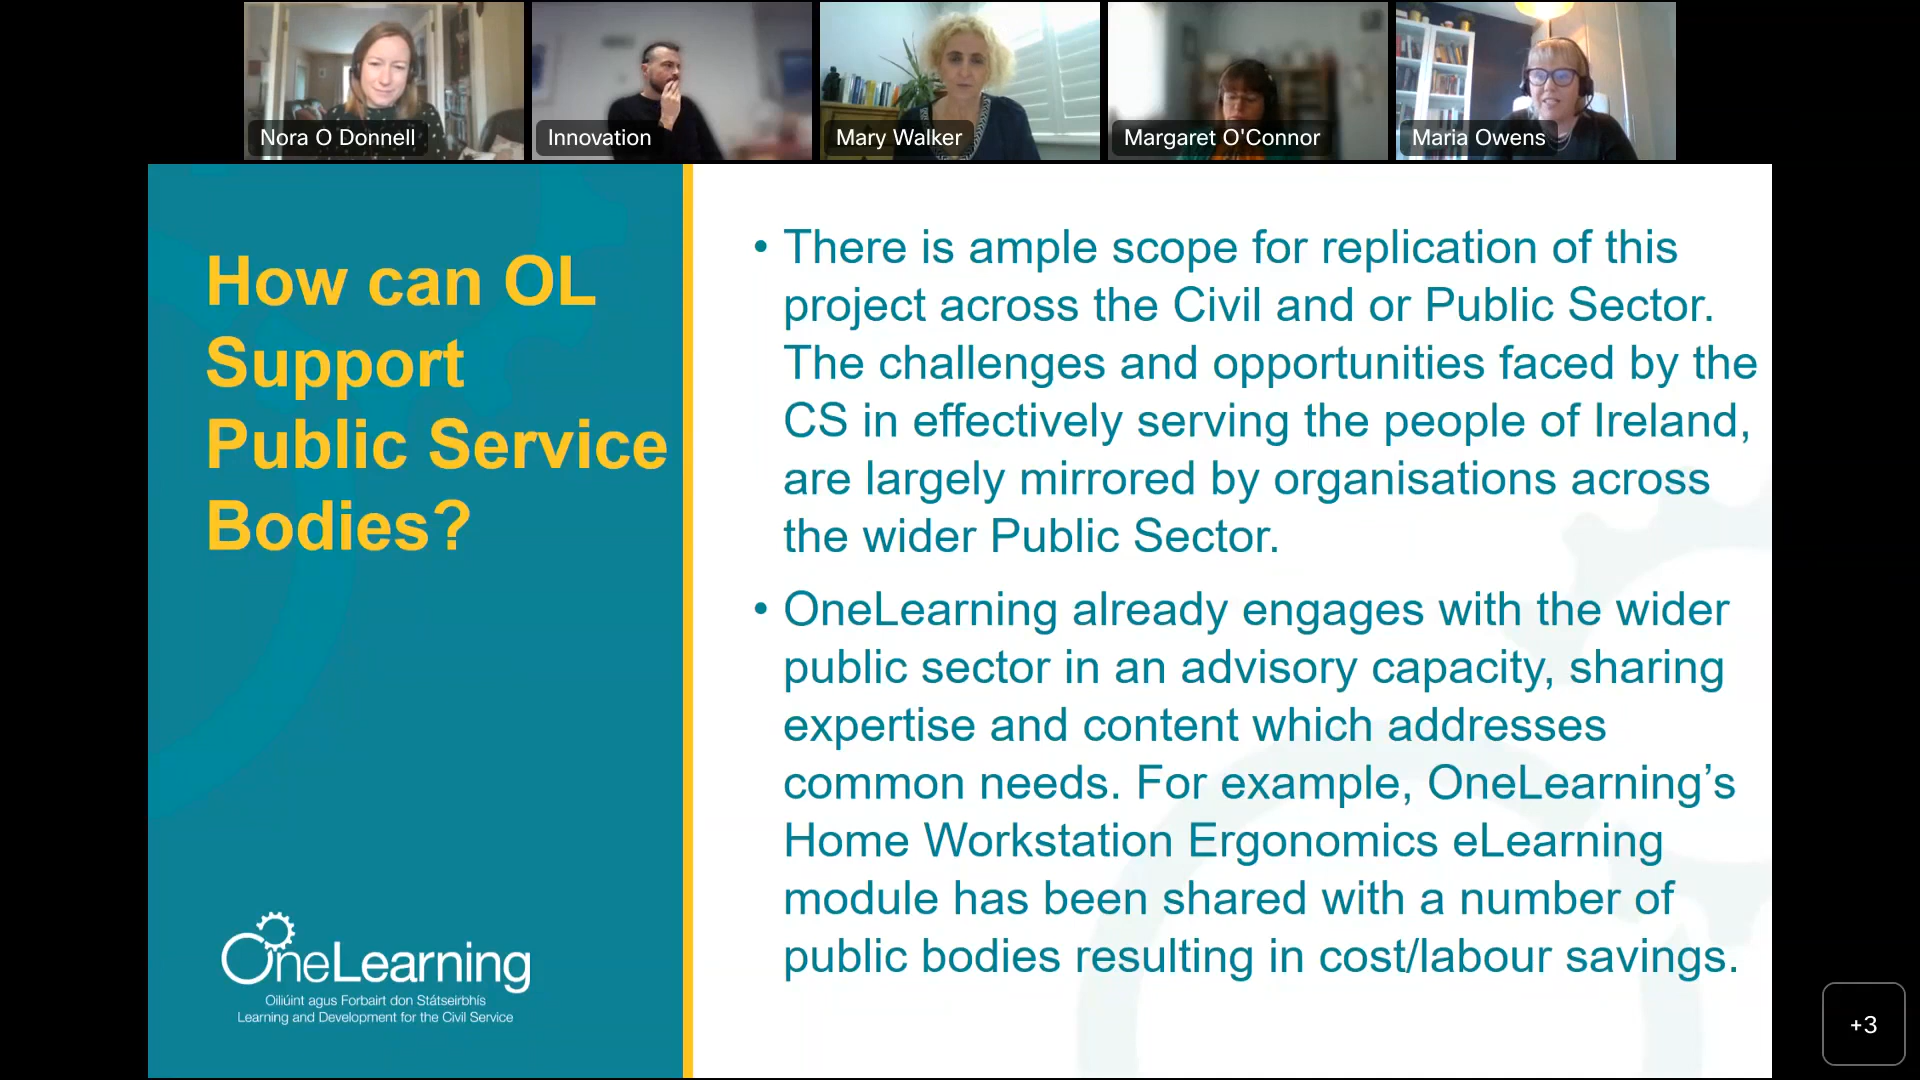 Nora O Donnell
Innovation
Mary Walker
Margaret O'Connor
Maria Owens
How can OL
Support
Public Service
Bodies?
OneLearning
Oiliúint agus Forbairt don Státseirbhís
Learning and Development for the Civil Service
• There is ample scope for replication of this
project across the Civil and or Public Sector.
The challenges and opportunities faced by the
CS in effectively serving the people of Ireland,
are largely mirrored by organisations across
the wider Public Sector.
• OneLearning already engages with the wider
public sector in an advisory capacity, sharing
expertise and content which addresses
common needs. For example, OneLearning’s
Home Workstation Ergonomics eLearning
module has been shared with a number of
public bodies resulting in cost/labour savings.
+3